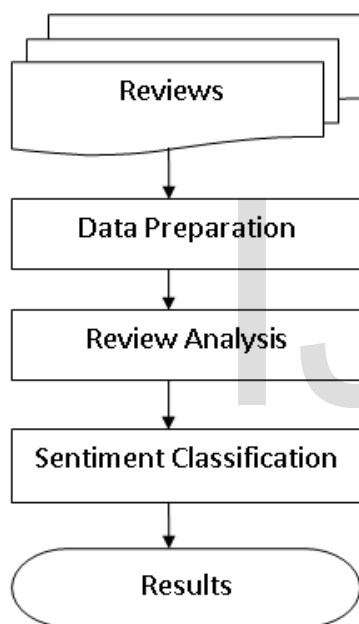 Reviews
Data Preparation
Review Analysis
Sentiment Classification
Results